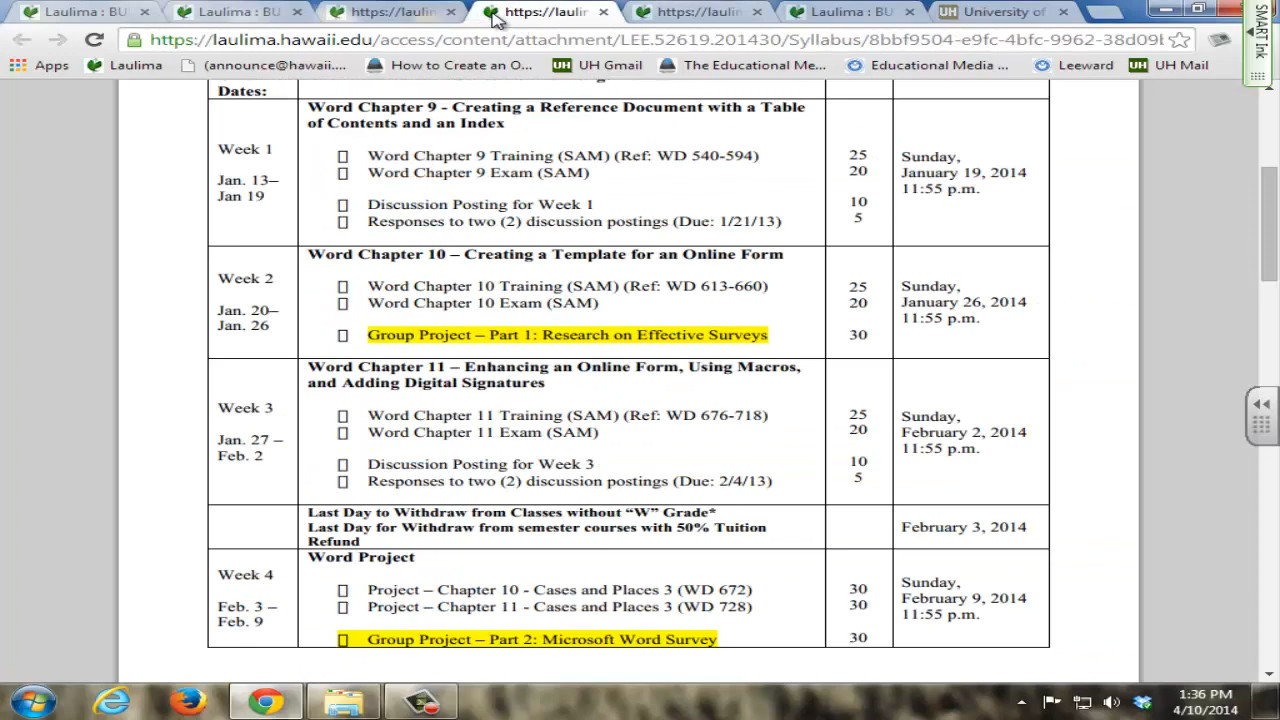 Laulima : BU
Laulima : BU
https://laulin
https://laulin
https://laulin
Laulima : BU
University of
https://laulima.hawaii.edu/access/content/attachment/LEE.52619.201430/Syllabus/8bbf9504-e9fc-4bfc-9962-38d09b
SMART Ink
Apps
Laulima
(announce@hawaii....
How to Create an O...
UH Gmail
The Educational Me...
Educational Media ...
Leeward
UH Mail
Dates:
Week 1
Jan. 13–
Jan 19
Word Chapter 9 - Creating a Reference Document with a Table
of Contents and an Index
Word Chapter 9 Training (SAM) (Ref: WD 540-594)
Word Chapter 9 Exam (SAM)
Discussion Posting for Week 1
Responses to two (2) discussion postings (Due: 1/21/13)
25
20
10
5
Sunday,
January 19, 2014
11:55 p.m.
Week 2
Jan. 20–
Jan. 26
Word Chapter 10 – Creating a Template for an Online Form
Word Chapter 10 Training (SAM) (Ref: WD 613-660)
Word Chapter 10 Exam (SAM)
Group Project – Part 1: Research on Effective Surveys
25
20
30
Sunday,
January 26, 2014
11:55 p.m.
Week 3
Jan. 27 –
Feb. 2
Word Chapter 11 – Enhancing an Online Form, Using Macros,
and Adding Digital Signatures
Word Chapter 11 Training (SAM) (Ref: WD 676-718)
Word Chapter 11 Exam (SAM)
Discussion Posting for Week 3
Responses to two (2) discussion postings (Due: 2/4/13)
25
20
10
5
Sunday,
February 2, 2014
11:55 p.m.
Last Day to Withdraw from Classes without “W” Grade*
Last Day for Withdraw from semester courses with 50% Tuition
Refund
February 3, 2014
Week 4
Feb. 3 –
Feb. 9
Word Project
Project – Chapter 10 - Cases and Places 3 (WD 672)
Project – Chapter 11 - Cases and Places 3 (WD 728)
Group Project – Part 2: Microsoft Word Survey
30
30
30
Sunday,
February 9, 2014
11:55 p.m.
1:36 PM
4/10/2014